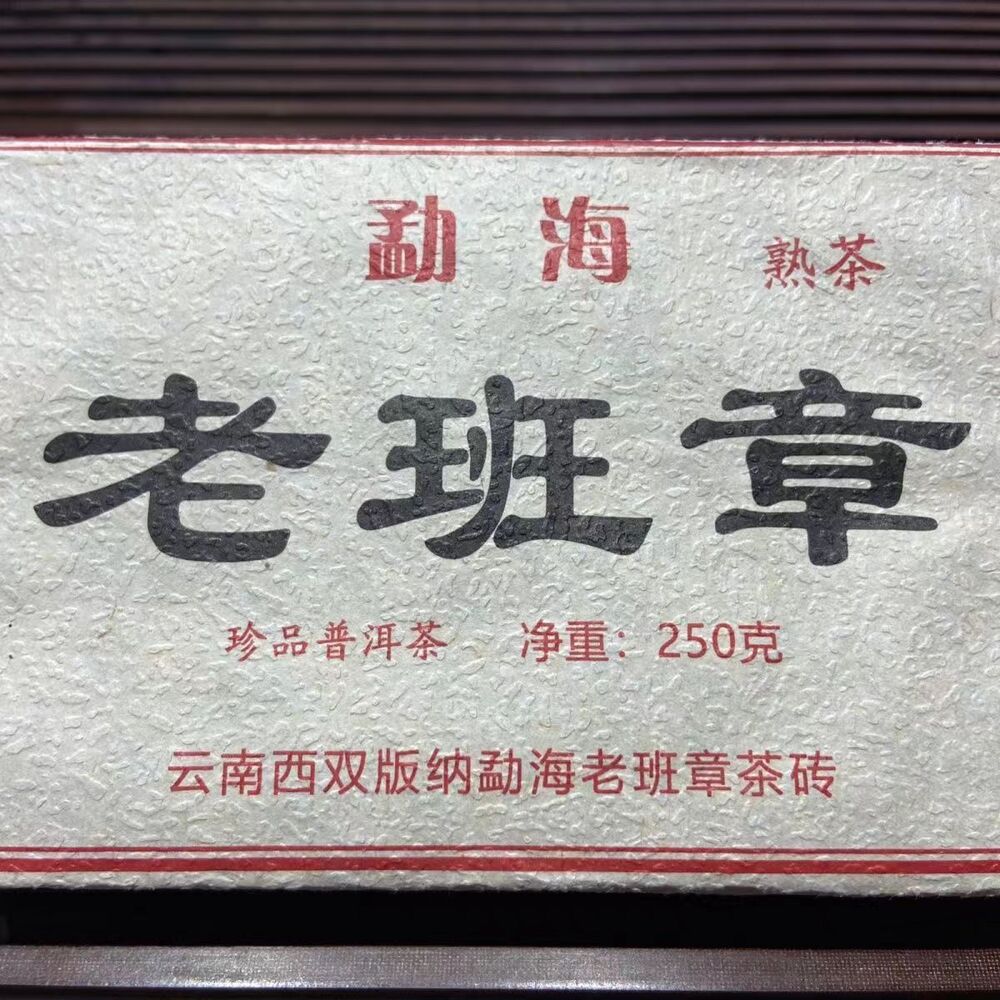 勐海 熟茶
老班章
珍品普洱茶 净重：250克
云南西双版纳勐海老班章茶砖